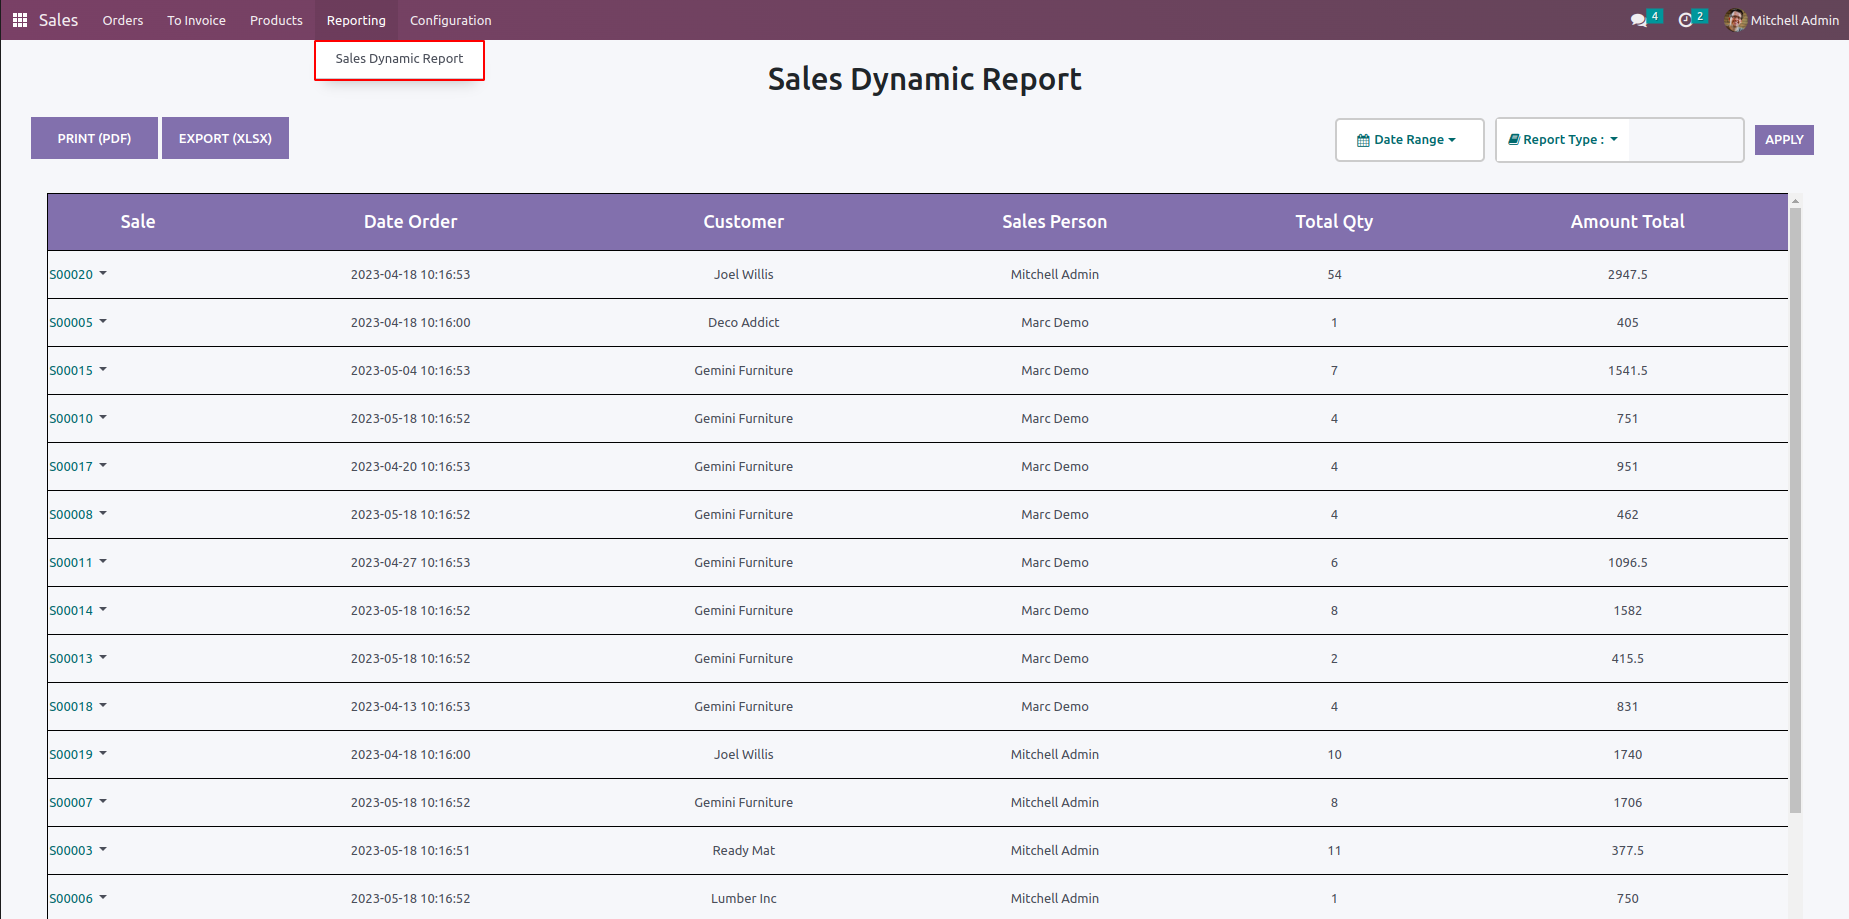 Sales Orders To Invoice Products Reporting Configuration 4 2 Mitchell Admin
Sales Dynamic Report
Sales Dynamic Report
PRINT (PDF) EXPORT (XLSX) Date Range Report Type : APPLY
Sale Date Order Customer Sales Person Total Qty Amount Total
S00020 2023-04-18 10:16:53 Joel Willis Mitchell Admin 54 2947.5
S00005 2023-04-18 10:16:00 Deco Addict Marc Demo 1 405
S00015 2023-05-04 10:16:53 Gemini Furniture Marc Demo 7 1541.5
S00010 2023-05-18 10:16:52 Gemini Furniture Marc Demo 4 751
S00017 2023-04-20 10:16:53 Gemini Furniture Marc Demo 4 951
S00008 2023-05-18 10:16:52 Gemini Furniture Marc Demo 4 462
S00011 2023-04-27 10:16:53 Gemini Furniture Marc Demo 6 1096.5
S00014 2023-05-18 10:16:52 Gemini Furniture Marc Demo 8 1582
S00013 2023-05-18 10:16:52 Gemini Furniture Marc Demo 2 415.5
S00018 2023-04-13 10:16:53 Gemini Furniture Marc Demo 4 831
S00019 2023-04-18 10:16:00 Joel Willis Mitchell Admin 10 1740
S00007 2023-05-18 10:16:52 Gemini Furniture Mitchell Admin 8 1706
S00003 2023-05-18 10:16:51 Ready Mat Mitchell Admin 11 377.5
S00006 2023-05-18 10:16:52 Lumber Inc Mitchell Admin 1 750